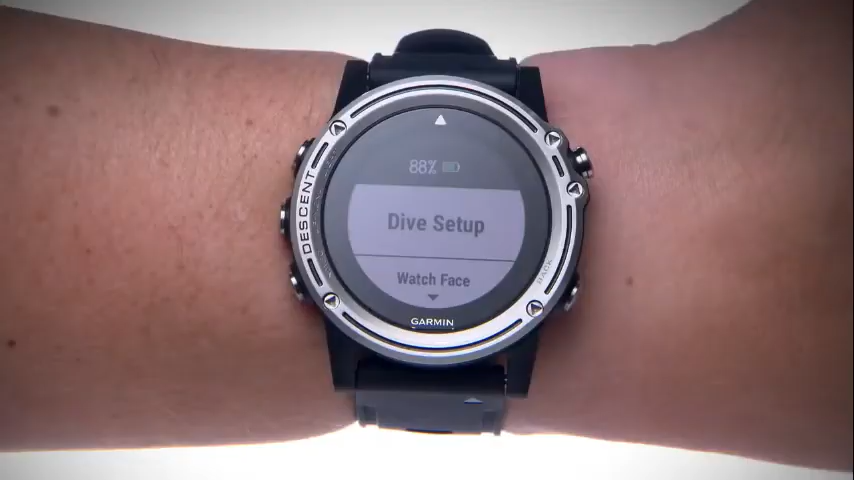 88%
Dive Setup
Watch Face
GARMIN
DESCENT
BACK